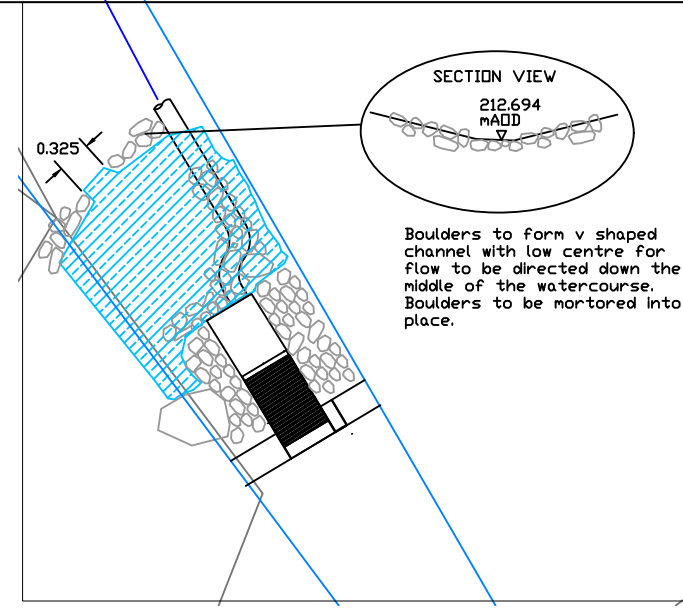 SECTION VIEW
212.694
mAOD
0.325
Boulders to form v shaped
channel with low centre for
flow to be directed down the
middle of the watercourse.
Boulders to be mortored into
place.